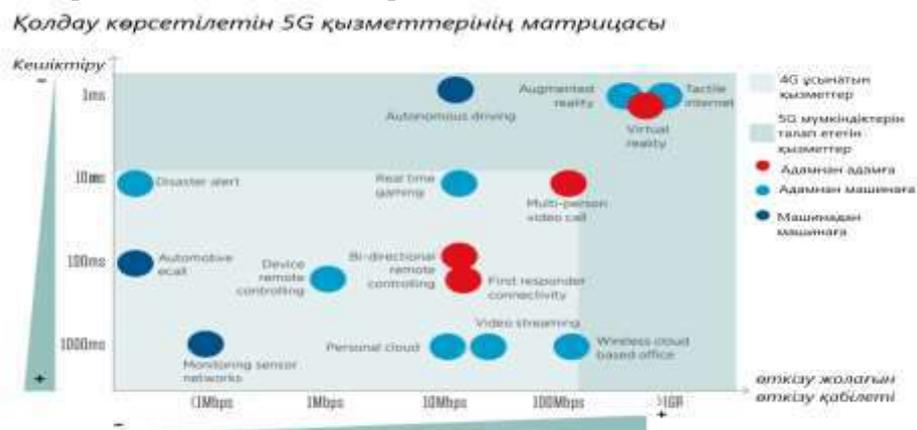 Қолдау көрсетілетін 5G қызметтерінің матрицасы
Кешіктіру
-
1ms
10ms
100ms
1000ms
+
Autonomous driving
Augmented
reality
Tactile
internet
Virtual
reality
Disaster alert
Real time
gaming
Multi-person
video call
Automotive
ecall
Device
remote
controlling
Bi-directional
remote
controlling
First responder
connectivity
Monitoring sensor
networks
Personal cloud
Video streaming
Wireless cloud
based office
<1Mbps
1Mbps
10Mbps
100Mbps
-
+
өткізу жолағын
өткізу қабілеті
4G ұсынатын
қызметтер
5G мүмкіндіктерін
талап ететін
қызметтер
Адамнан адамға
Адамнан машинаға
Машинадан
машинаға